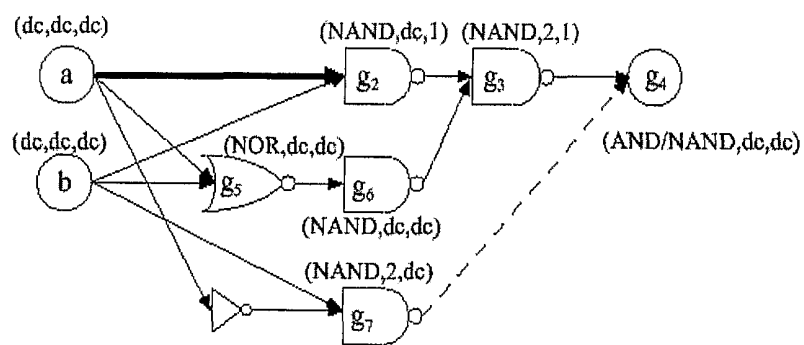 (dc,dc,dc)
(NAND,dc,1)
(NAND,2,1)
a
g2
g3
g4
(dc,dc,dc)
(NOR,dc,dc)
(AND/NAND,dc,dc)
b
g5
g6
(NAND,dc,dc)
(NAND,2,dc)
g7